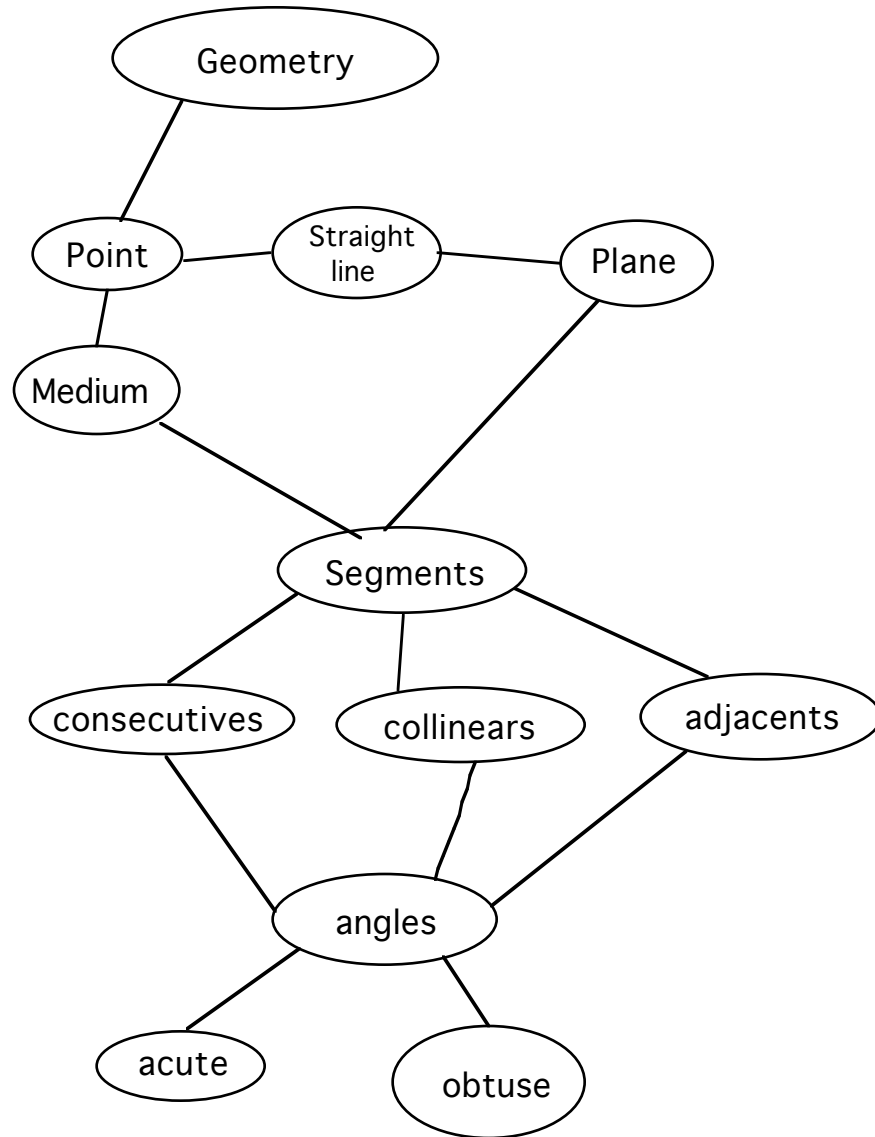 Geometry
Point
Straight
line
Plane
Medium
Segments
consecutives
collinears
adjacents
angles
acute
obtuse